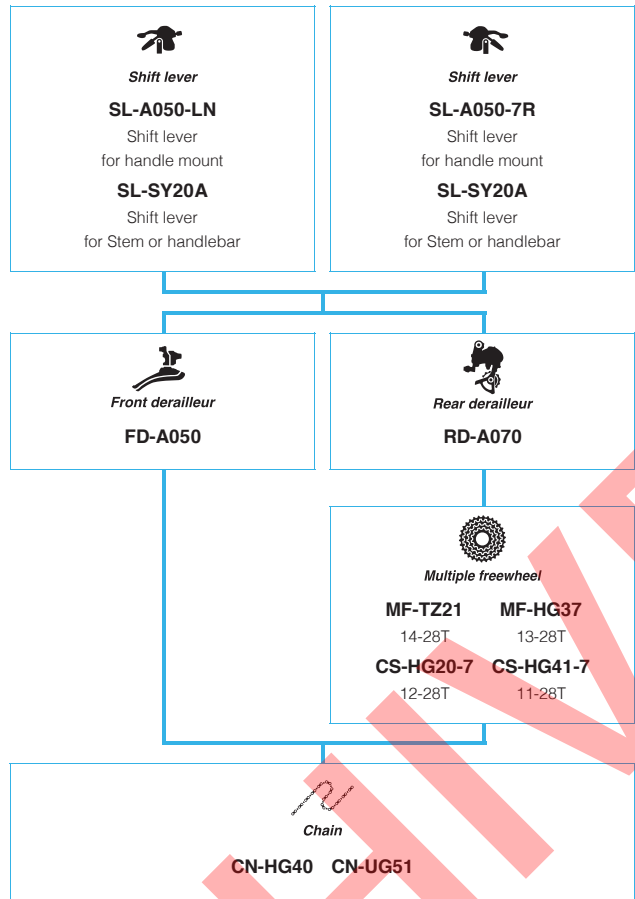 Shift lever
SL-A050-LN
Shift lever
for handle mount
SL-SY20A
Shift lever
for Stem or handlebar
Shift lever
SL-A050-7R
Shift lever
for handle mount
SL-SY20A
Shift lever
for Stem or handlebar
Front derailleur
FD-A050
Rear derailleur
RD-A070
Multiple freewheel
MF-TZ21 MF-HG37
14-28T 13-28T
CS-HG20-7 CS-HG41-7
12-28T 11-28T
Chain
CN-HG40 CN-UG51